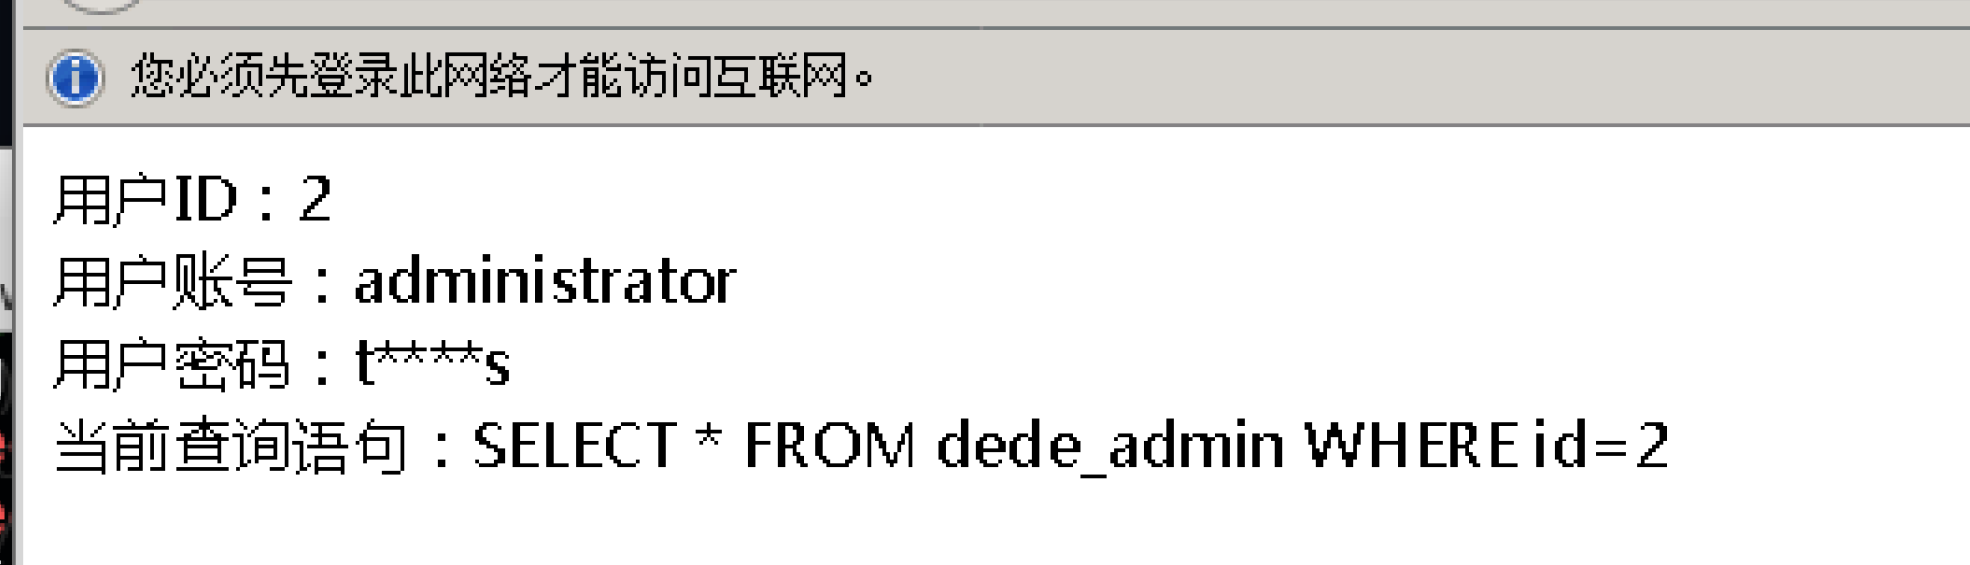 您必须先登录此网络才能访问互联网。
用户ID：2
用户账号：administrator
用户密码：t****s
当前查询语句：SELECT * FROM dede_admin WHERE id=2